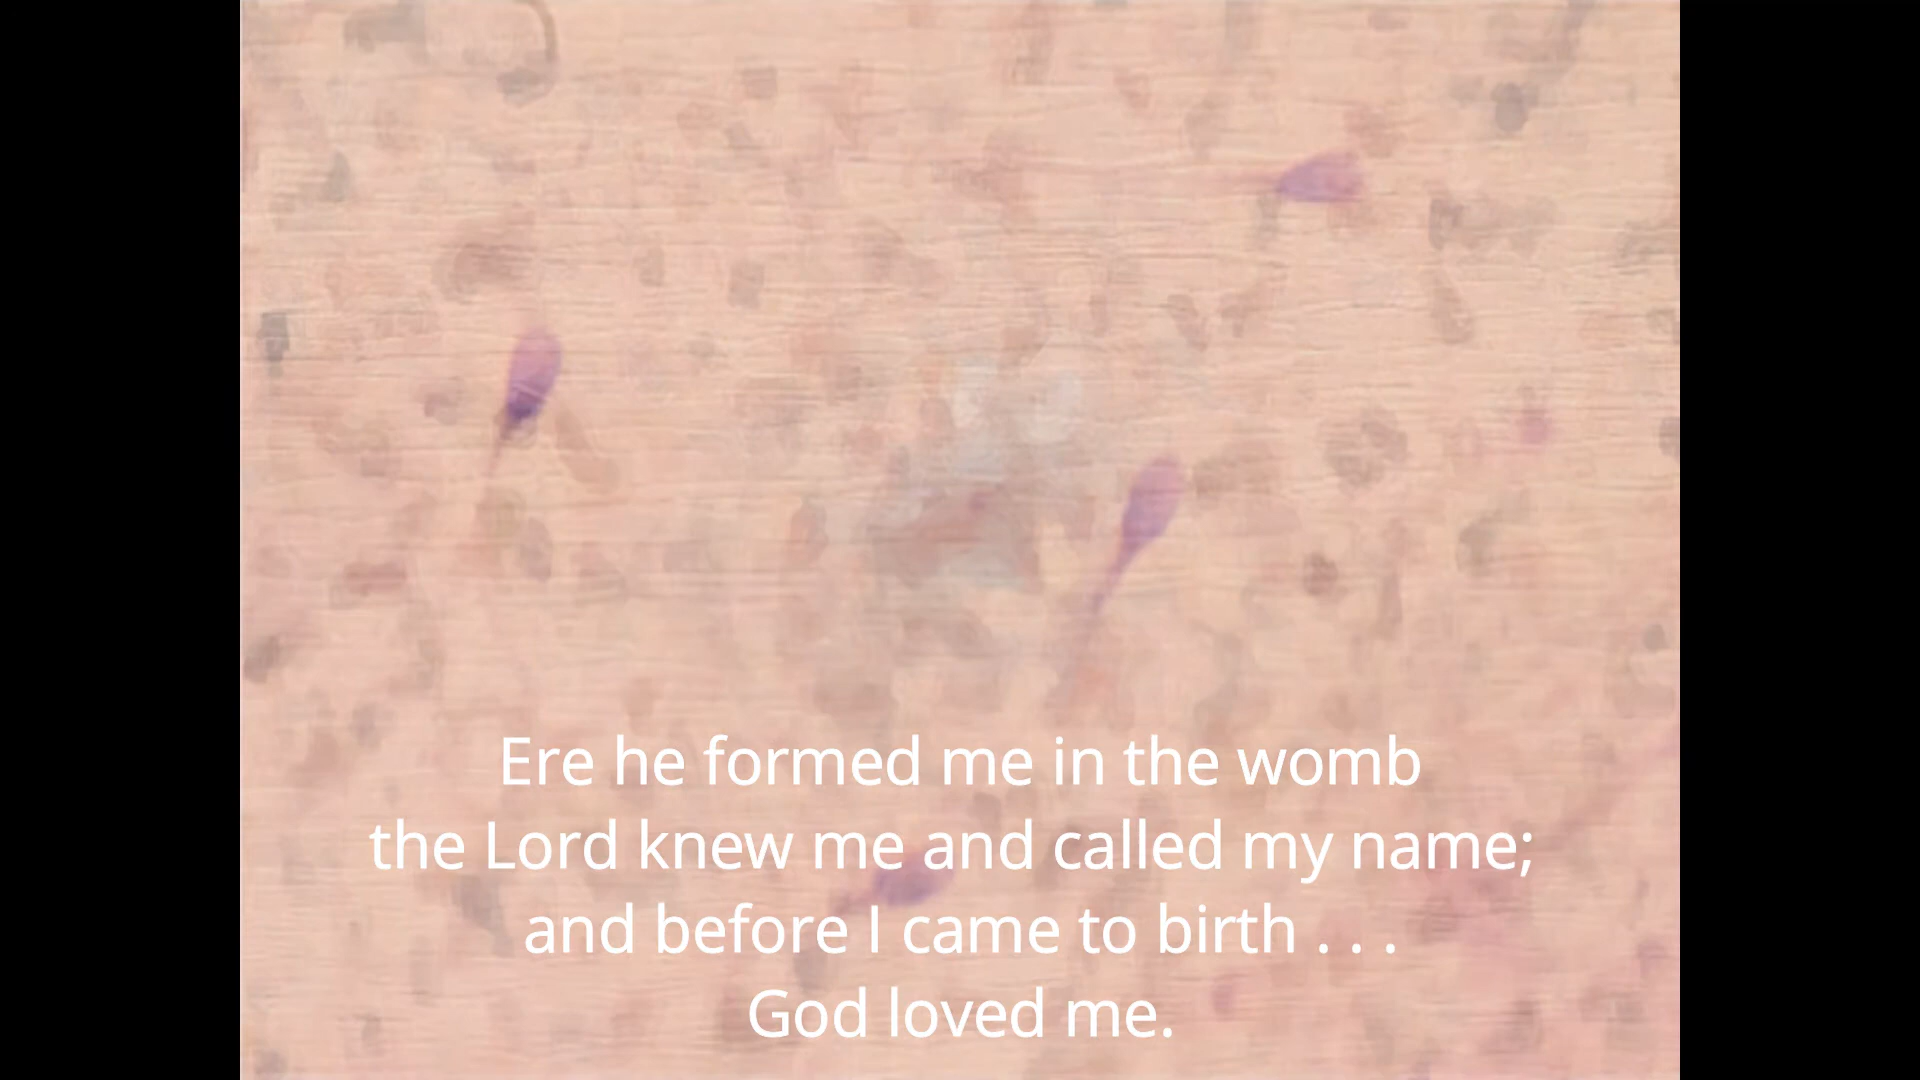 Ere he formed me in the womb
the Lord knew me and called my name;
and before I came to birth . . .
God loved me.